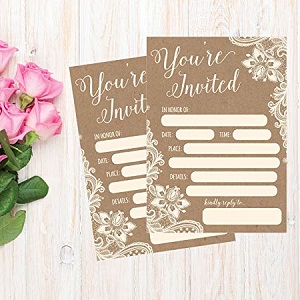 You're
Invited
IN HONOR OF:
DATE:
PLACE:
DETAILS:
You're
Invited
IN HONOR OF:
DATE: TIME:
PLACE:
DETAILS:
kindly reply to...